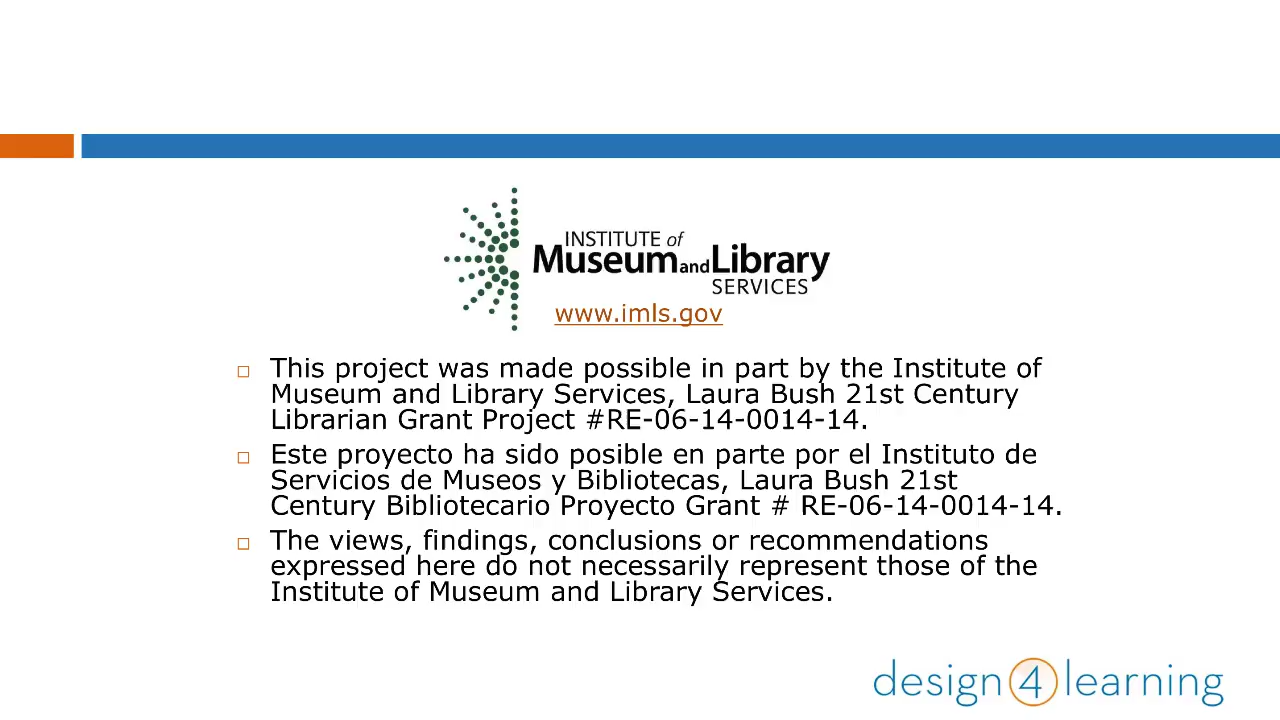 INSTITUTE of
Museum and Library
SERVICES
www.imls.gov
This project was made possible in part by the Institute of
Museum and Library Services, Laura Bush 21st Century
Librarian Grant Project #RE-06-14-0014-14.
Este proyecto ha sido posible en parte por el Instituto de
Servicios de Museos y Bibliotecas, Laura Bush 21st
Century Bibliotecario Proyecto Grant # RE-06-14-0014-14.
The views, findings, conclusions or recommendations
expressed here do not necessarily represent those of the
Institute of Museum and Library Services.
design 4 learning